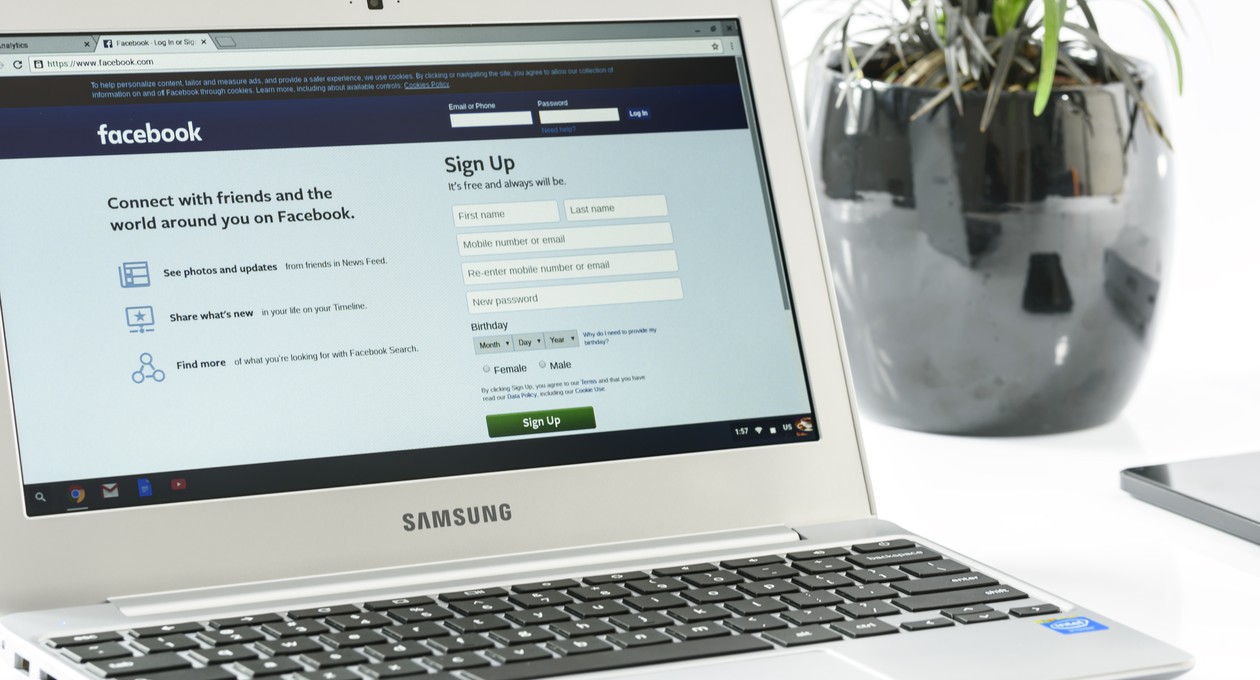 nalytics
Facebook - Log In or Sig
https://www.facebook.com
To help personalize content, tailor and measure ads, and provide a safer experience, we use cookies. By clicking or navigating the site, you agree to allow our collection of
information on and off Facebook through cookies. Learn more, including about available controls: Cookies Policy.
Email or Phone
Password
Log In
Need help?
facebook
Connect with friends and the
world around you on Facebook.
See photos and updates from friends in News Feed.
Share what's new in your life on your Timeline.
Find more of what you're looking for with Facebook Search.
Sign Up
It's free and always will be.
First name
Last name
Mobile number or email
Re-enter mobile number or email
New password
Birthday
Month
Day
Year
Why do I need to provide my
birthday?
Female
Male
By clicking Sign Up, you agree to our Terms and that you have
read our Data Policy, including our Cookie Use.
Sign Up
1:57
US
SAMSUNG
backspace
enter
shift
esc
tab
alt
ctrl
intel